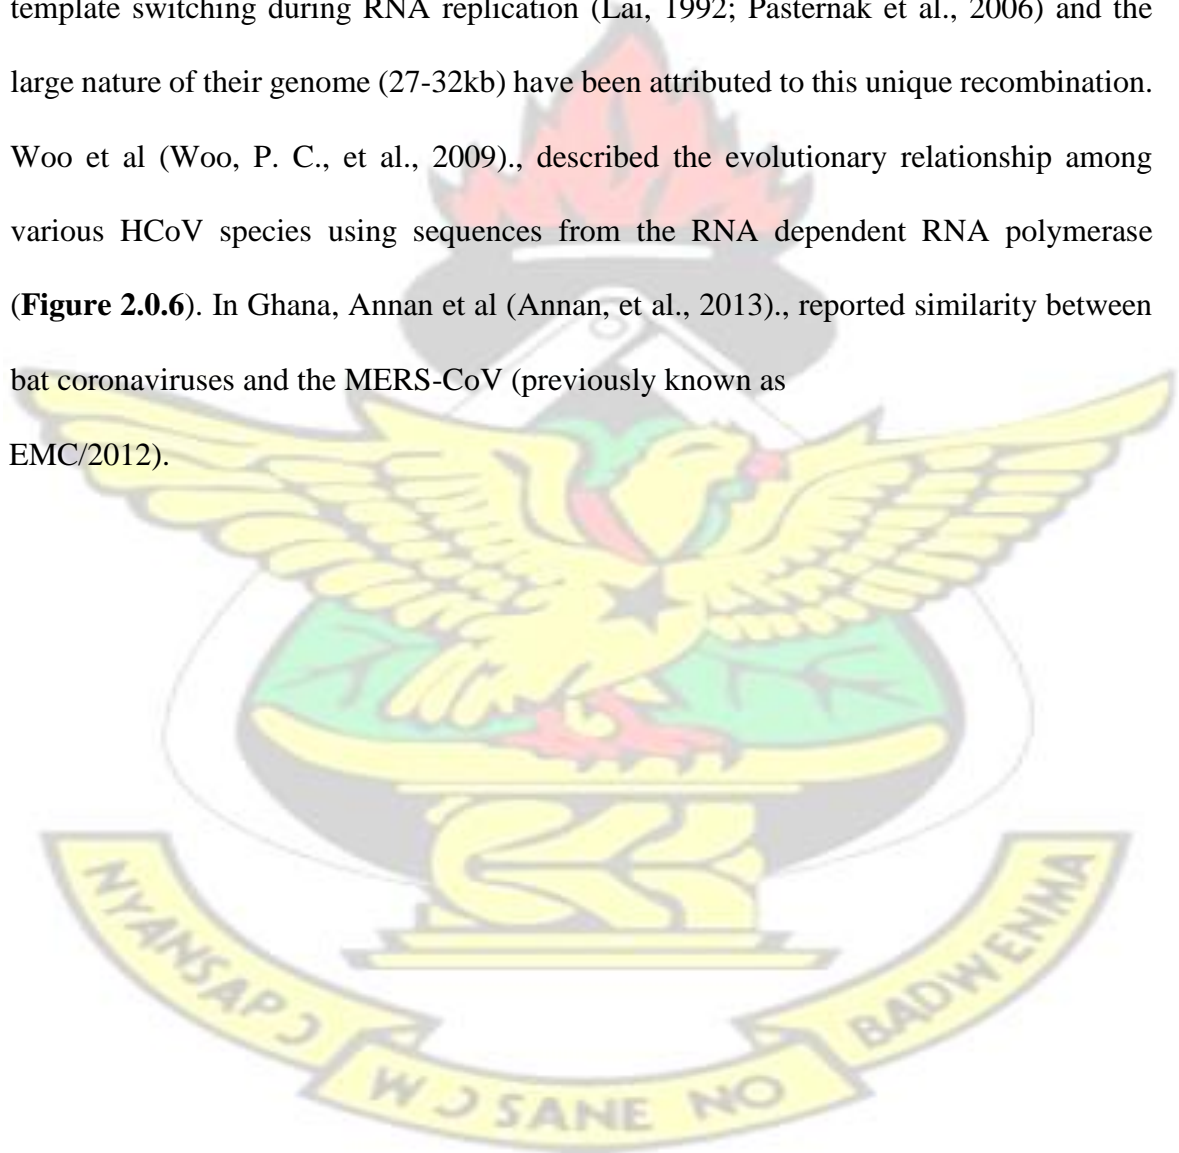 template switching during RNA replication (Lai, 1992; Pasternak et al., 2006) and the
large nature of their genome (27-32kb) have been attributed to this unique recombination.
Woo et al (Woo, P. C., et al., 2009)., described the evolutionary relationship among
various HCoV species using sequences from the RNA dependent RNA polymerase
(Figure 2.0.6). In Ghana, Annan et al (Annan, et al., 2013)., reported similarity between
bat coronaviruses and the MERS-CoV (previously known as
EMC/2012).
NYANSAPƆ
WƆSANE NO
BADWENMA